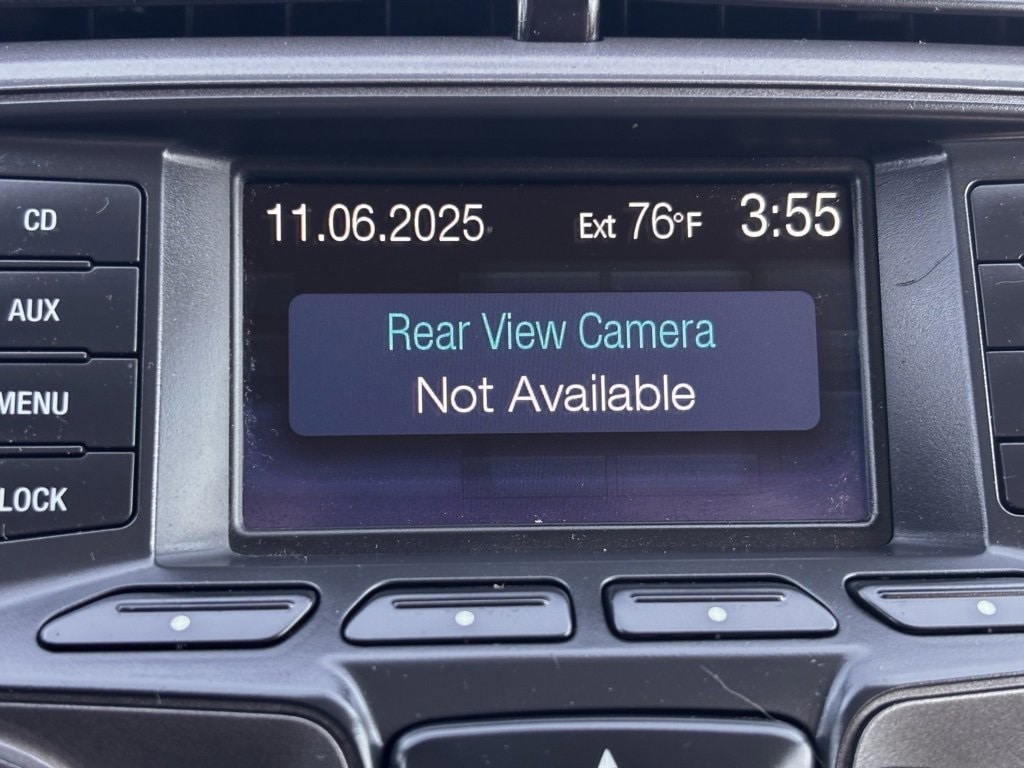 11.06.2025 Ext 76°F 3:55
Rear View Camera
Not Available
CD
AUX
MENU
LOCK